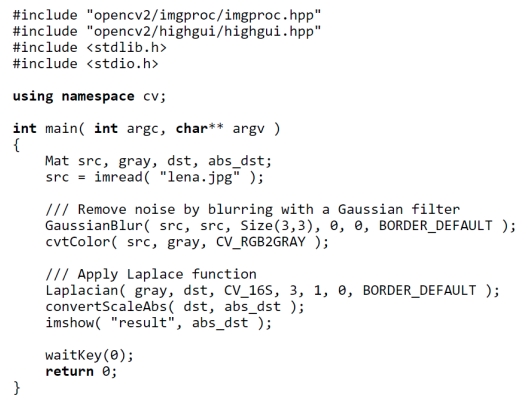 #include "opencv2/imgproc/imgproc.hpp"
#include "opencv2/highgui/highgui.hpp"
#include <stdlib.h>
#include <stdio.h>

using namespace cv;

int main( int argc, char** argv )
{
    Mat src, gray, dst, abs_dst;
    src = imread( "lena.jpg" );

    /// Remove noise by blurring with a Gaussian filter
    GaussianBlur( src, src, Size(3,3), 0, 0, BORDER_DEFAULT );
    cvtColor( src, gray, CV_RGB2GRAY );

    /// Apply Laplace function
    Laplacian( gray, dst, CV_16S, 3, 1, 0, BORDER_DEFAULT );
    convertScaleAbs( dst, abs_dst );
    imshow( "result", abs_dst );

    waitKey(0);
    return 0;
}